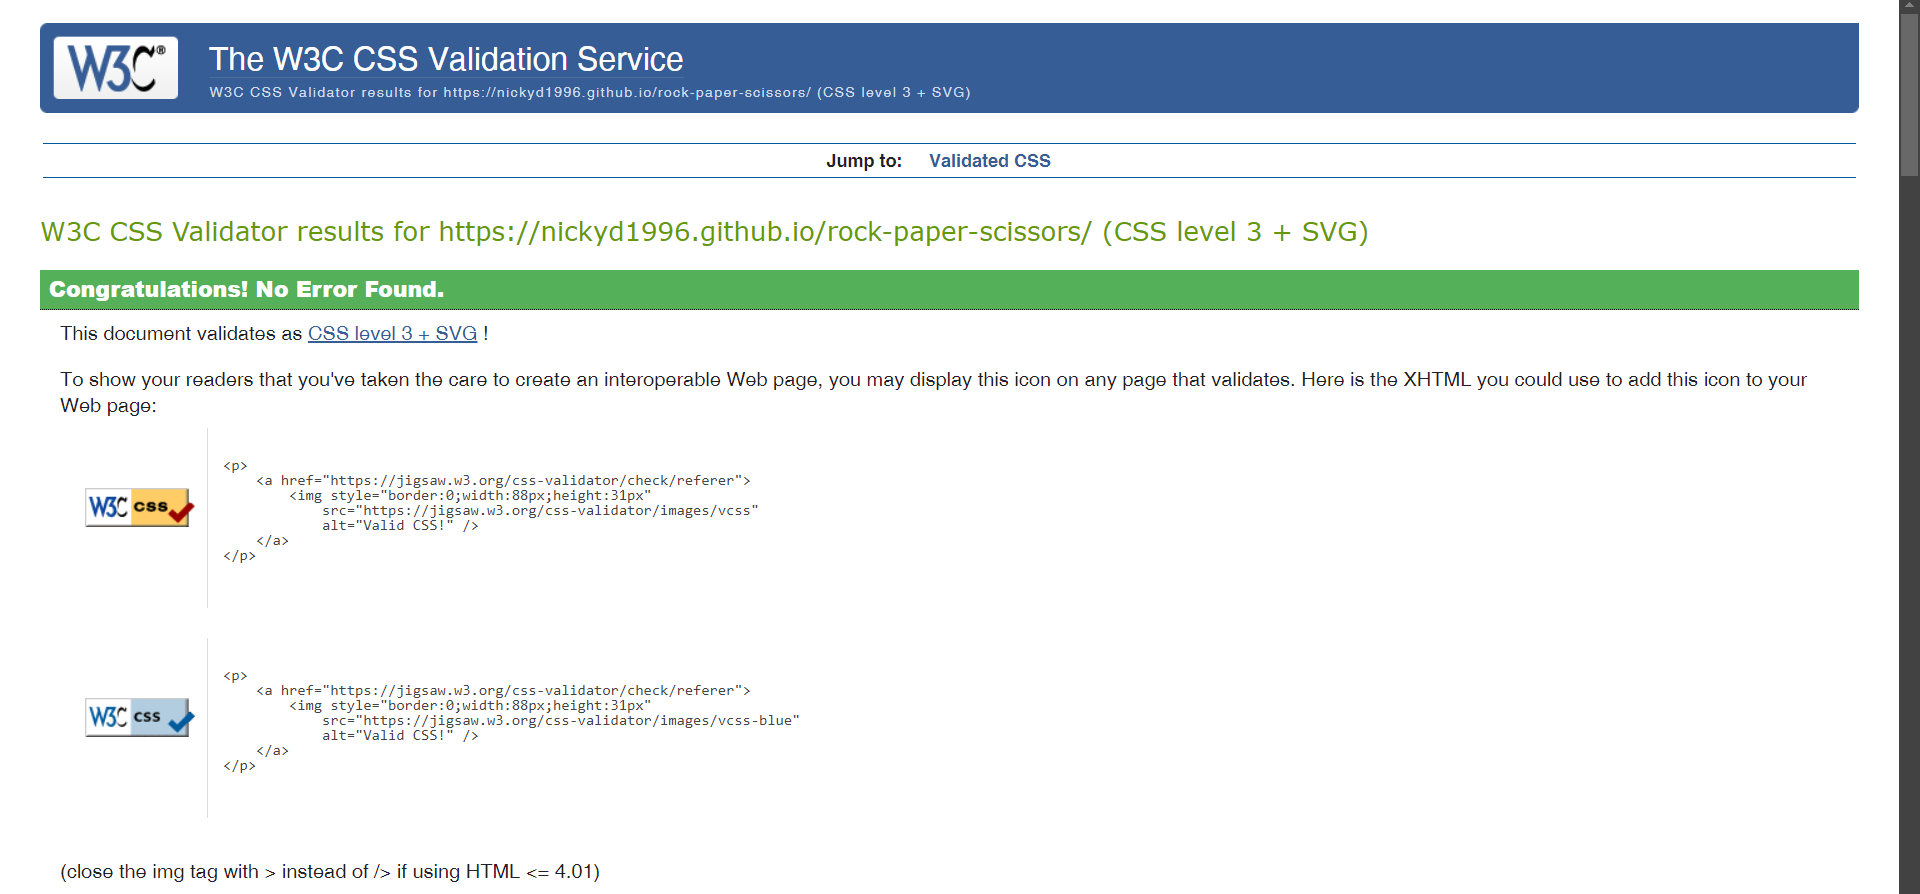 W3C®
The W3C CSS Validation Service
W3C CSS Validator results for https://nickyd1996.github.io/rock-paper-scissors/ (CSS level 3 + SVG)
Jump to: Validated CSS
W3C CSS Validator results for https://nickyd1996.github.io/rock-paper-scissors/ (CSS level 3 + SVG)
Congratulations! No Error Found.
This document validates as CSS level 3 + SVG !
To show your readers that you've taken the care to create an interoperable Web page, you may display this icon on any page that validates. Here is the XHTML you could use to add this icon to your
Web page:
W3C css
<p>
<a href="https://jigsaw.w3.org/css-validator/check/referer">
<img style="border:0;width:88px;height:31px"
src="https://jigsaw.w3.org/css-validator/images/vcss"
alt="Valid CSS!" />
</a>
</p>
W3C css
<p>
<a href="https://jigsaw.w3.org/css-validator/check/referer">
<img style="border:0;width:88px;height:31px"
src="https://jigsaw.w3.org/css-validator/images/vcss-blue"
alt="Valid CSS!" />
</a>
</p>
(close the img tag with > instead of /> if using HTML <= 4.01)